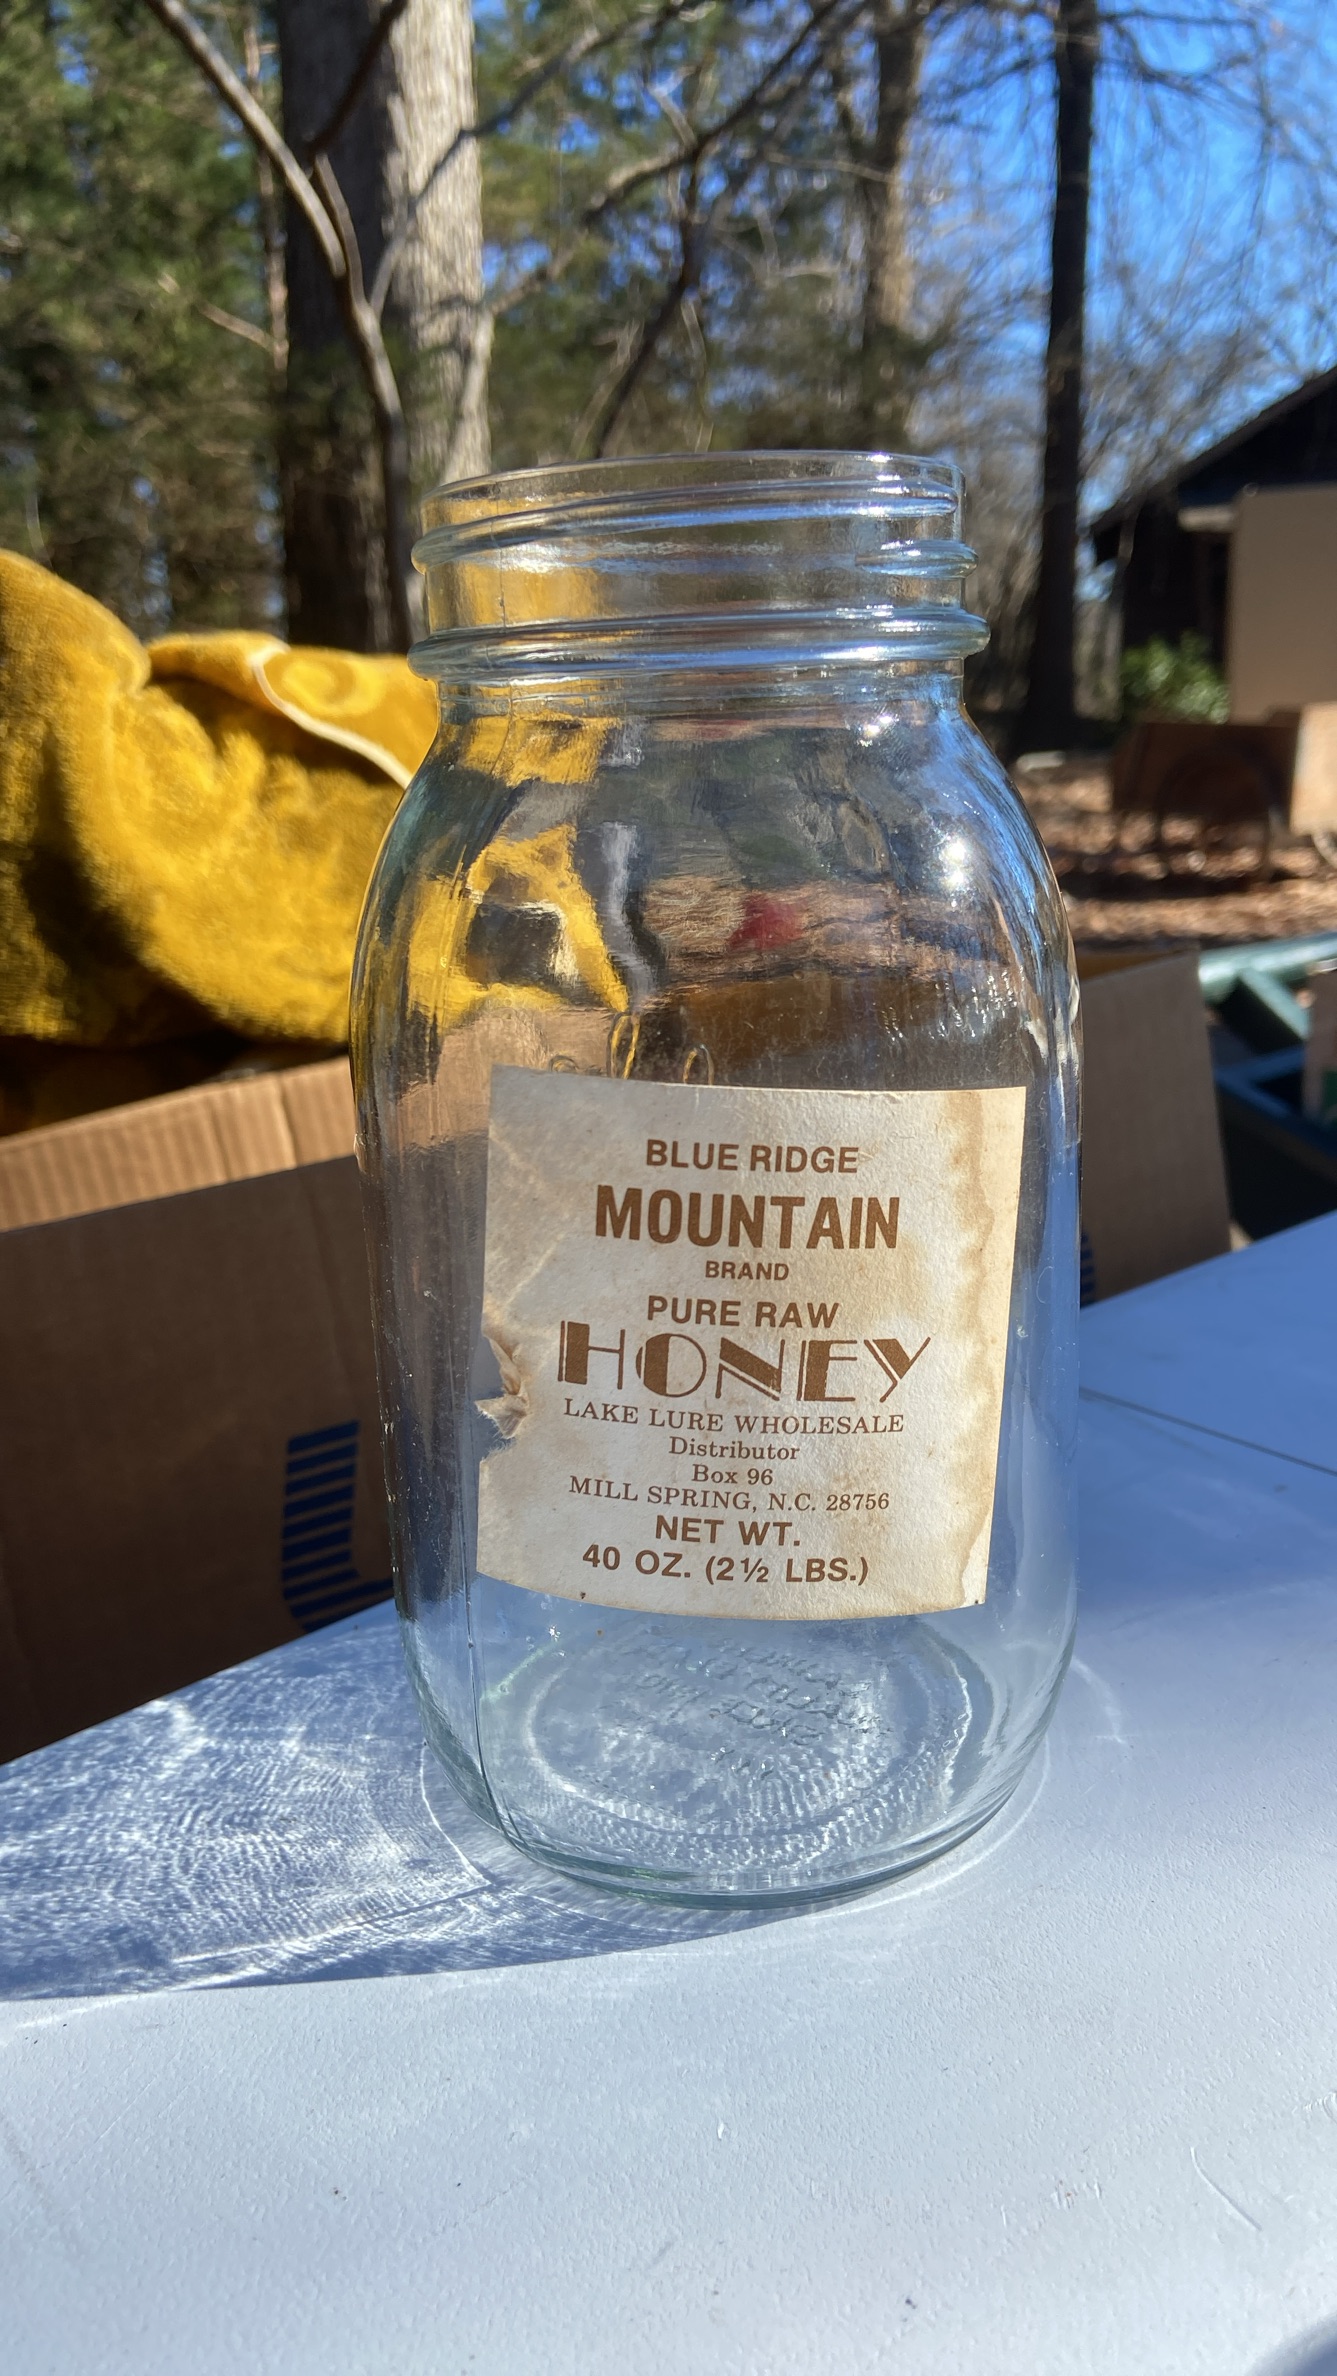 BLUE RIDGE
MOUNTAIN
BRAND
PURE RAW
HONEY
LAKE LURE WHOLESALE
Distributor
Box 96
MILL SPRING, N.C. 28756
NET WT.
40 OZ. (2½ LBS.)